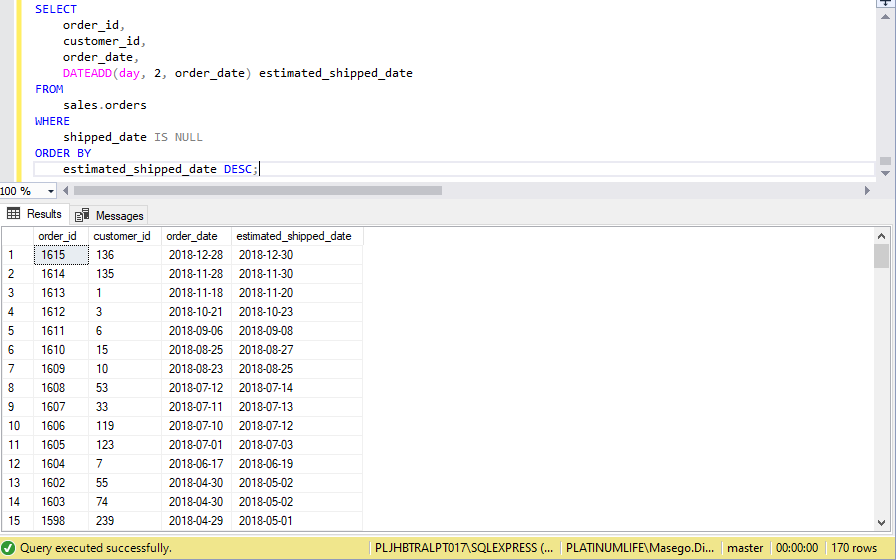 SELECT
order_id,
customer_id,
order_date,
DATEADD(day, 2, order_date) estimated_shipped_date
FROM
sales.orders
WHERE
shipped_date IS NULL
ORDER BY
estimated_shipped_date DESC;
100 %
Results Messages
order_id customer_id order_date estimated_shipped_date
1 1615 136 2018-12-28 2018-12-30
2 1614 135 2018-11-28 2018-11-30
3 1613 1 2018-11-18 2018-11-20
4 1612 3 2018-10-21 2018-10-23
5 1611 6 2018-09-06 2018-09-08
6 1610 15 2018-08-25 2018-08-27
7 1609 10 2018-08-23 2018-08-25
8 1608 53 2018-07-12 2018-07-14
9 1607 33 2018-07-11 2018-07-13
10 1606 119 2018-07-10 2018-07-12
11 1605 123 2018-07-01 2018-07-03
12 1604 7 2018-06-17 2018-06-19
13 1602 55 2018-04-30 2018-05-02
14 1603 74 2018-04-30 2018-05-02
15 1598 239 2018-04-29 2018-05-01
Query executed successfully. PLJHBTRALPT017\SQLEXPRESS (... PLATINUMLIFE\Masego.Di... master 00:00:00 170 rows